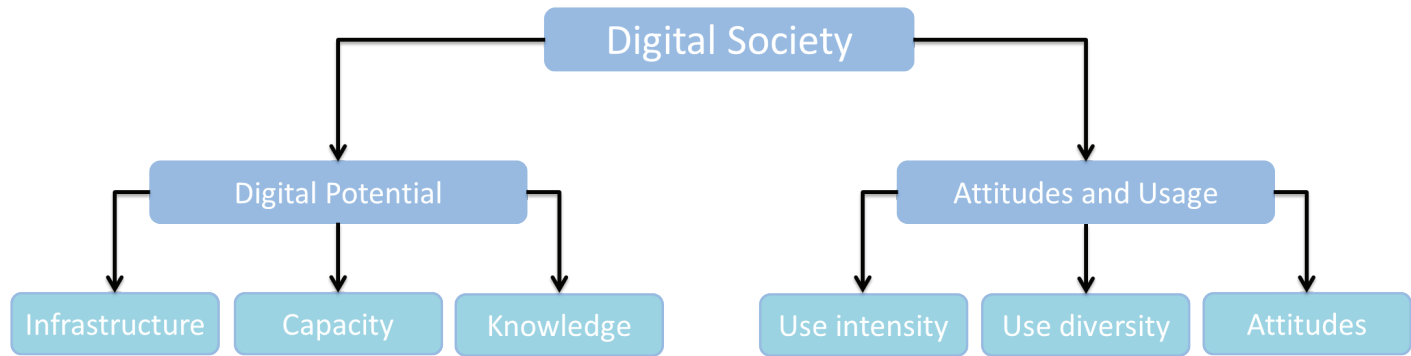 Digital Society
Digital Potential
Attitudes and Usage
Infrastructure
Capacity
Knowledge
Use intensity
Use diversity
Attitudes